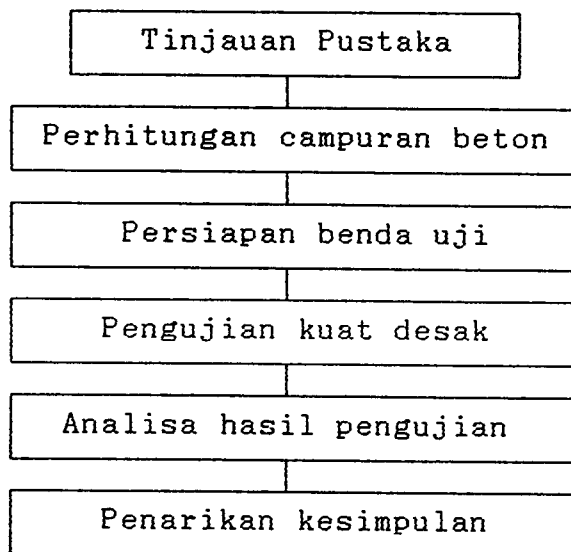 Tinjauan Pustaka
Perhitungan campuran beton
Persiapan benda uji
Pengujian kuat desak
Analisa hasil pengujian
Penarikan kesimpulan